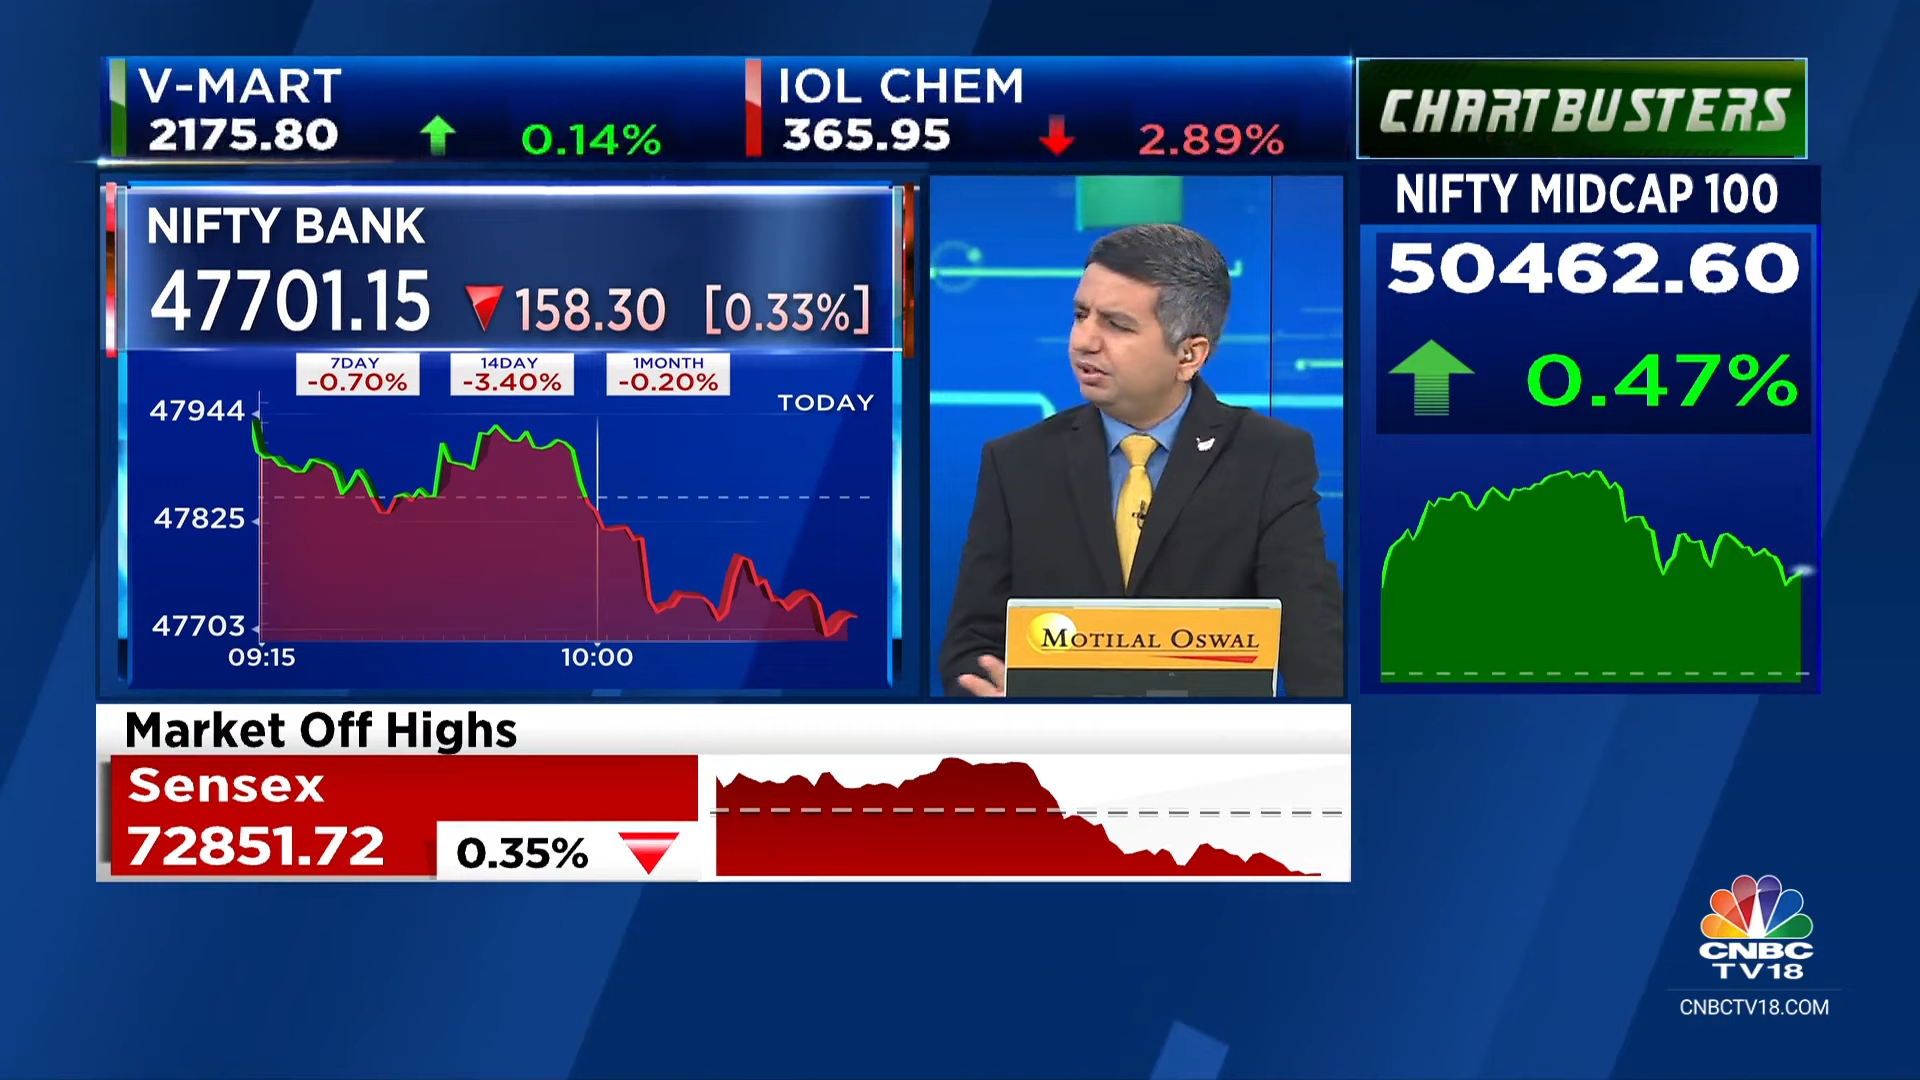 V-MART
2175.80 0.14%
IOL CHEM
365.95 2.89%
CHARTBUSTERS
NIFTY BANK
47701.15 158.30 [0.33%]
7DAY
-0.70%
14DAY
-3.40%
1MONTH
-0.20%
TODAY
47944
47825
47703
09:15 10:00
MOTILAL OSWAL
NIFTY MIDCAP 100
50462.60
0.47%
Market Off Highs
Sensex
72851.72 0.35%
CNBC
TV18
CNBCTV18.COM